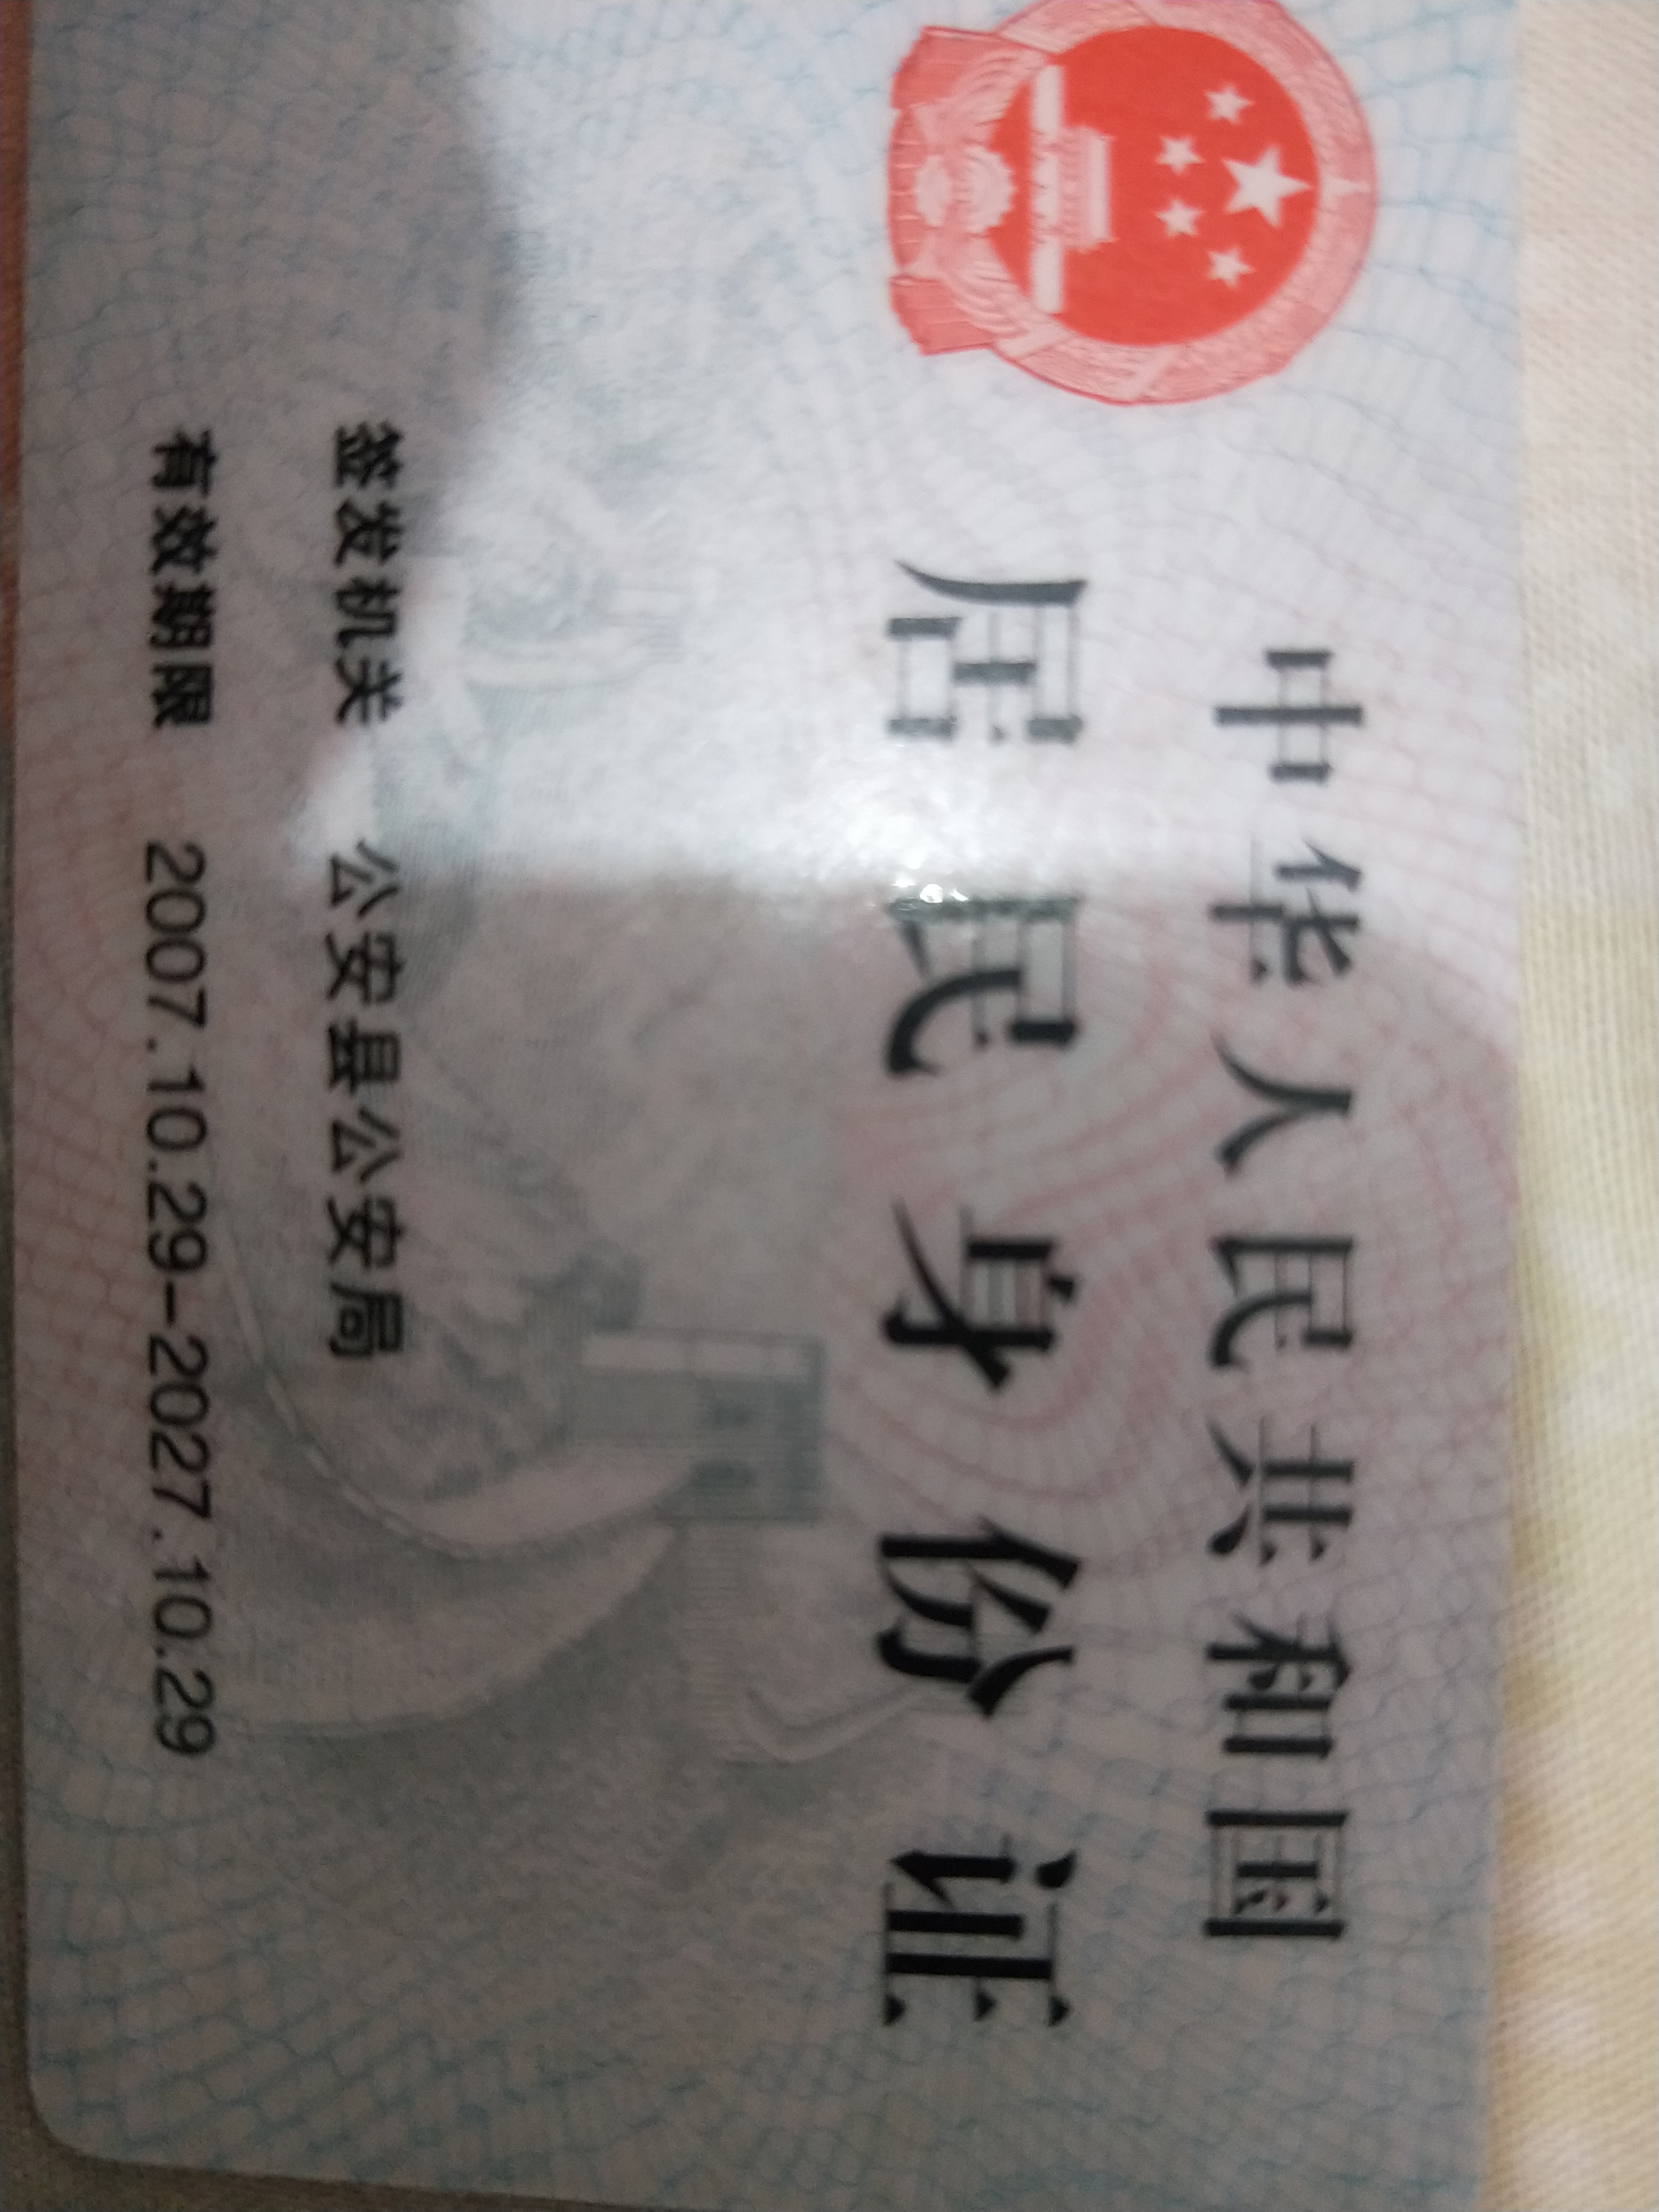 中华人民共和国
居民身份证
签发机关 公安县公安局
有效期限 2007.10.29-2027.10.29